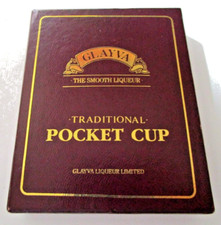 GLAYVA
THE SMOOTH LIQUEUR
·TRADITIONAL·
POCKET CUP
GLAYVA LIQUEUR LIMITED